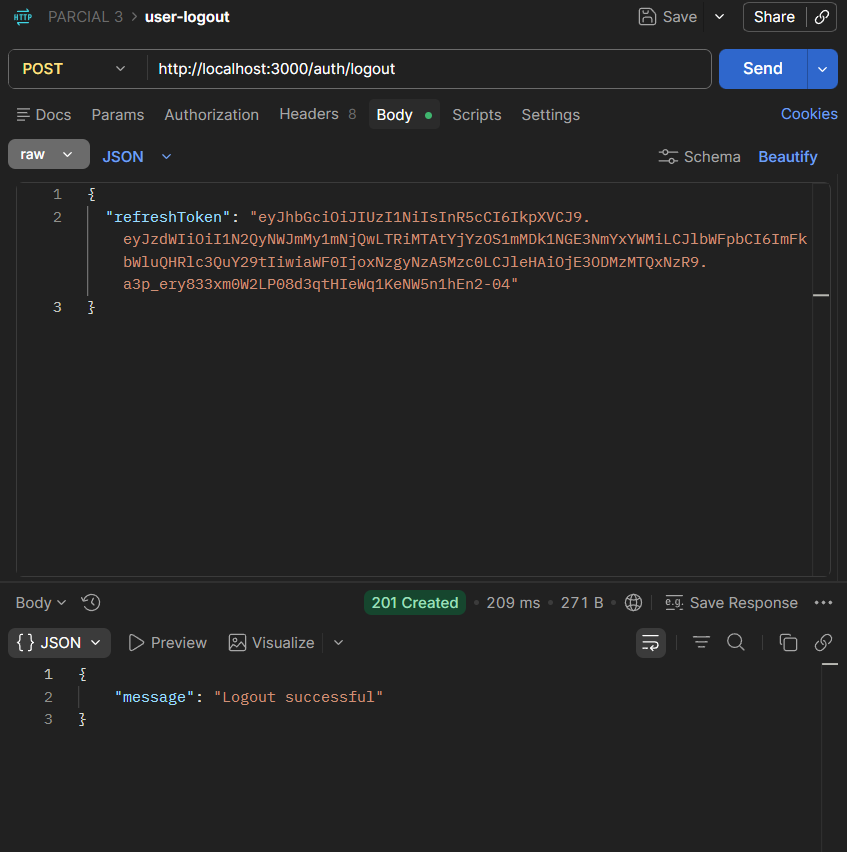 HTTP PARCIAL 3 > user-logout Save Share
POST http://localhost:3000/auth/logout Send
Docs Params Authorization Headers 8 Body Scripts Settings Cookies
raw JSON Schema Beautify
1 {
2 "refreshToken": "eyJhbGciOiJIUzI1NiIsInR5cCI6IkpXVCJ9.
eyJzdWIiOiI1N2QyNWJmMy1mNjQwLTRiMTAtYjYzOS1mMDk1NGE3NmYxYWMiLCJlbWFpbCI6ImFk
bWluQHRlc3QuY29tIiwiaWF0IjoxNzgyNzA5Mzc0LCJleHAiOjE3ODMzMTQxNzR9.
a3p_ery833xm0W2LP08d3qtHIeWq1KeNW5n1hEn2-04"
3 }
Body 201 Created • 209 ms • 271 B • e.g. Save Response
{} JSON Preview Visualize
1 {
2 "message": "Logout successful"
3 }